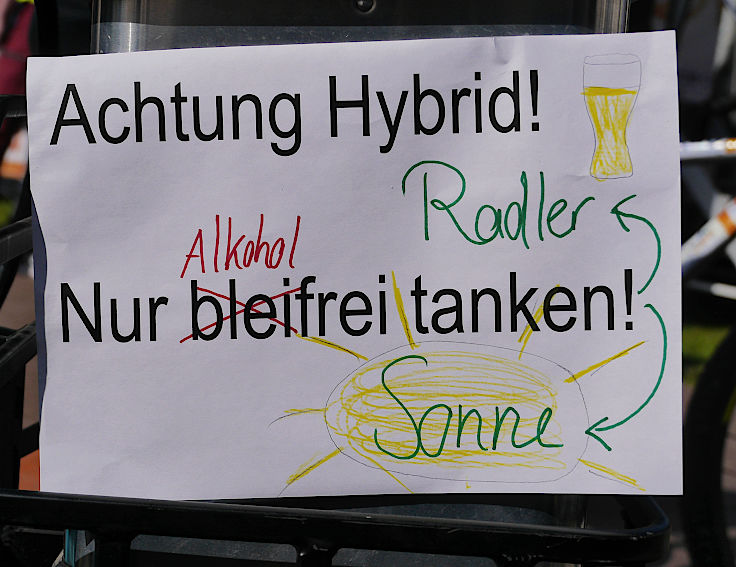 Achtung Hybrid!
Radler
Alkohol
Nur bleifrei tanken!
Sonne